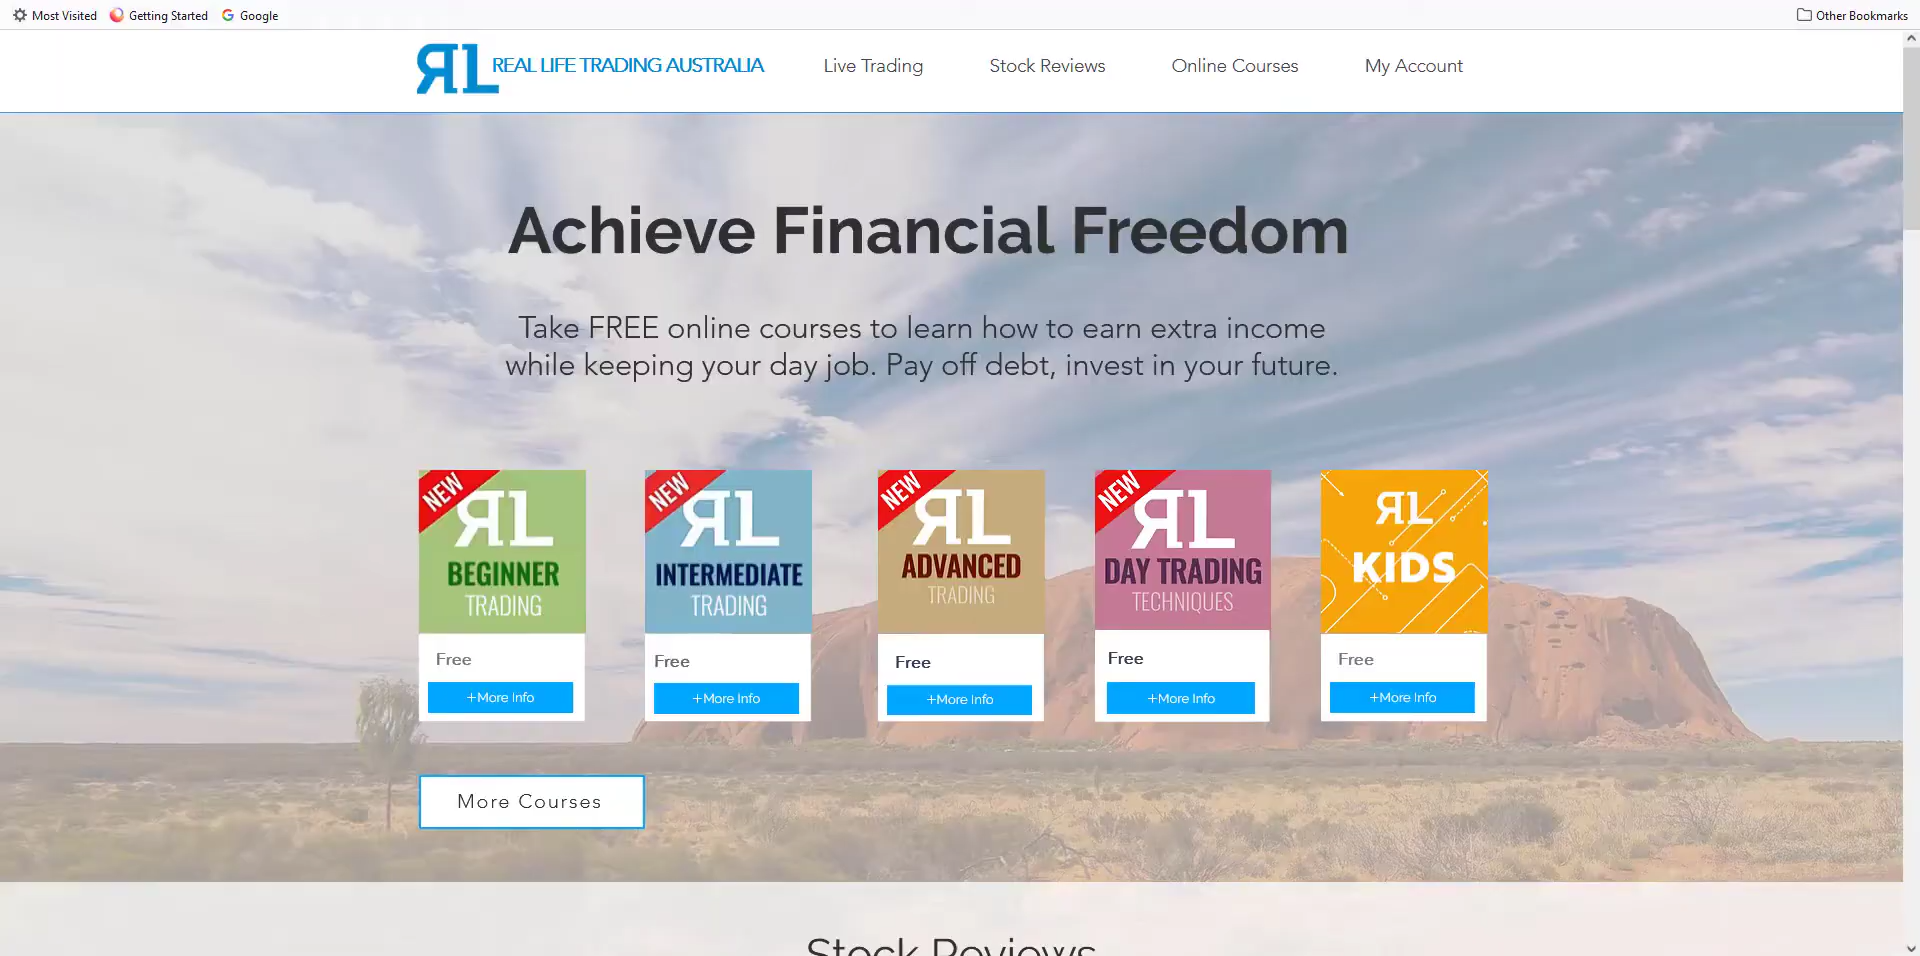 Most Visited
Getting Started
Google
Other Bookmarks
RL REAL LIFE TRADING AUSTRALIA
Live Trading
Stock Reviews
Online Courses
My Account
Achieve Financial Freedom
Take FREE online courses to learn how to earn extra income
while keeping your day job. Pay off debt, invest in your future.
NEW
RL
BEGINNER
TRADING
Free
+More Info
NEW
RL
INTERMEDIATE
TRADING
Free
+More Info
NEW
RL
ADVANCED
TRADING
Free
+More Info
NEW
RL
DAY TRADING
TECHNIQUES
Free
+More Info
RL
KIDS
Free
+More Info
More Courses
Stock Reviews